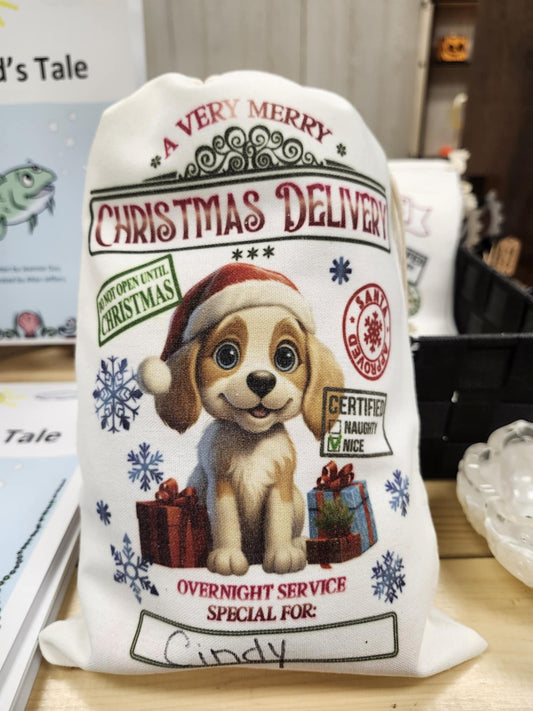 d's Tale
A VERY MERRY
CHRISTMAS DELIVERY
DO NOT OPEN UNTIL
CHRISTMAS
SANTA
APPROVED
CERTIFIED
NAUGHTY
NICE
Tale
OVERNIGHT SERVICE
SPECIAL FOR:
Cindy